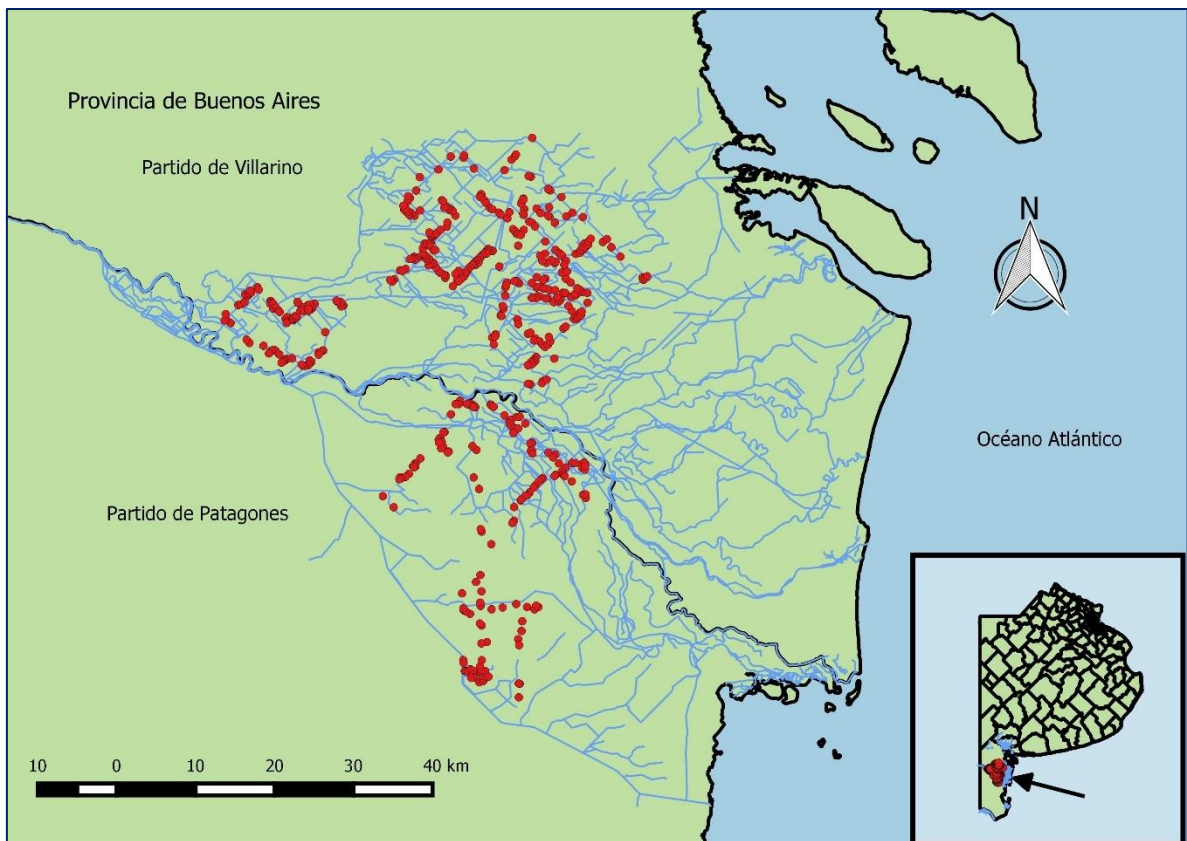 Provincia de Buenos Aires
Partido de Villarino
N
Océano Atlántico
Partido de Patagones
10 0 10 20 30 40 km